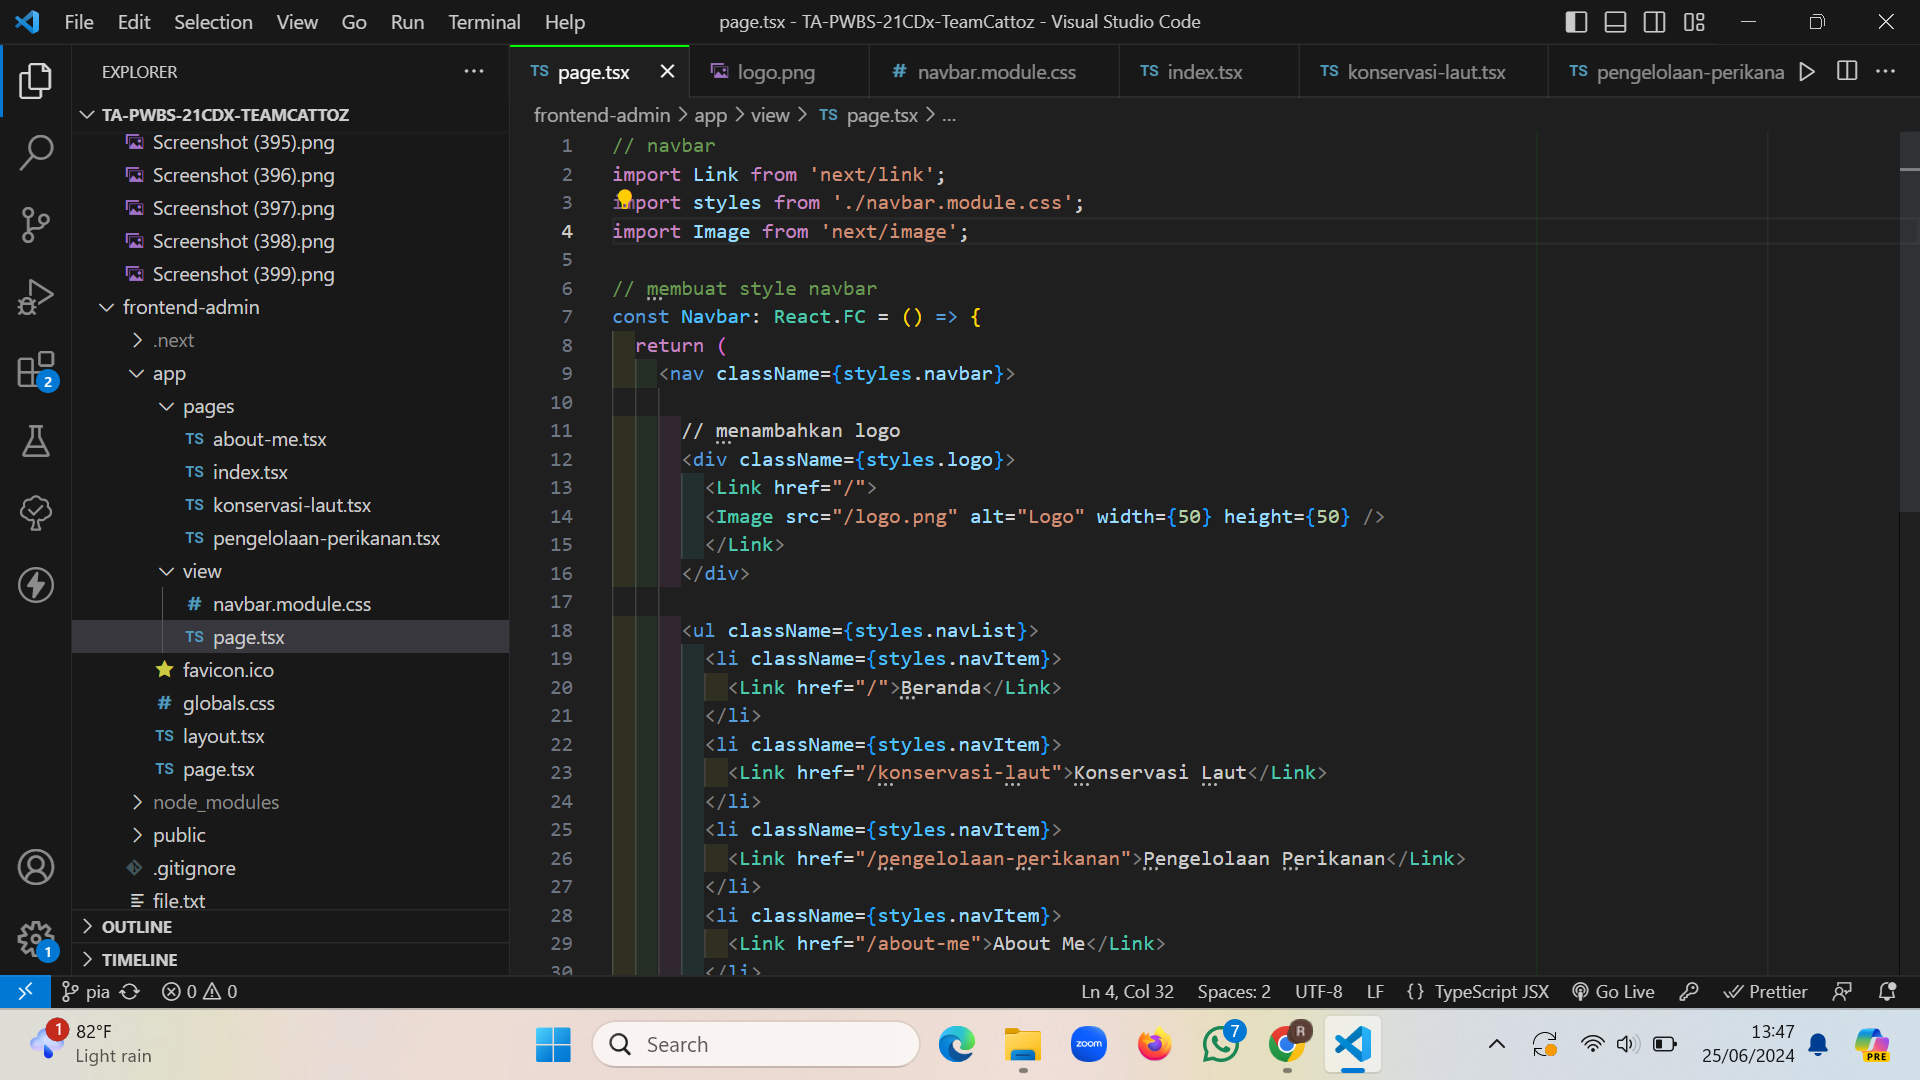 File Edit Selection View Go Run Terminal Help
page.tsx - TA-PWBS-21CDx-TeamCattoz - Visual Studio Code
EXPLORER
TA-PWBS-21CDX-TEAMCATTOZ
Screenshot (395).png
Screenshot (396).png
Screenshot (397).png
Screenshot (398).png
Screenshot (399).png
frontend-admin
.next
app
pages
TS about-me.tsx
TS index.tsx
TS konservasi-laut.tsx
TS pengelolaan-perikanan.tsx
view
# navbar.module.css
TS page.tsx
favicon.ico
# globals.css
TS layout.tsx
TS page.tsx
node_modules
public
.gitignore
file.txt
OUTLINE
TIMELINE
2
1
TS page.tsx
logo.png
# navbar.module.css
TS index.tsx
TS konservasi-laut.tsx
TS pengelolaan-perikana
frontend-admin > app > view > TS page.tsx > ...
1 // navbar
2 import Link from 'next/link';
3 import styles from './navbar.module.css';
4 import Image from 'next/image';
5
6 // membuat style navbar
7 const Navbar: React.FC = () => {
8 return (
9 <nav className={styles.navbar}>
10
11 // menambahkan logo
12 <div className={styles.logo}>
13 <Link href="/">
14 <Image src="/logo.png" alt="Logo" width={50} height={50} />
15 </Link>
16 </div>
17
18 <ul className={styles.navList}>
19 <li className={styles.navItem}>
20 <Link href="/">Beranda</Link>
21 </li>
22 <li className={styles.navItem}>
23 <Link href="/konservasi-laut">Konservasi Laut</Link>
24 </li>
25 <li className={styles.navItem}>
26 <Link href="/pengelolaan-perikanan">Pengelolaan Perikanan</Link>
27 </li>
28 <li className={styles.navItem}>
29 <Link href="/about-me">About Me</Link>
30 </li>
pia 0 0
Ln 4, Col 32 Spaces: 2 UTF-8 LF {} TypeScript JSX Go Live Prettier
1 82°F
Light rain
Search
zoom
7
R
13:47
25/06/2024
PRE